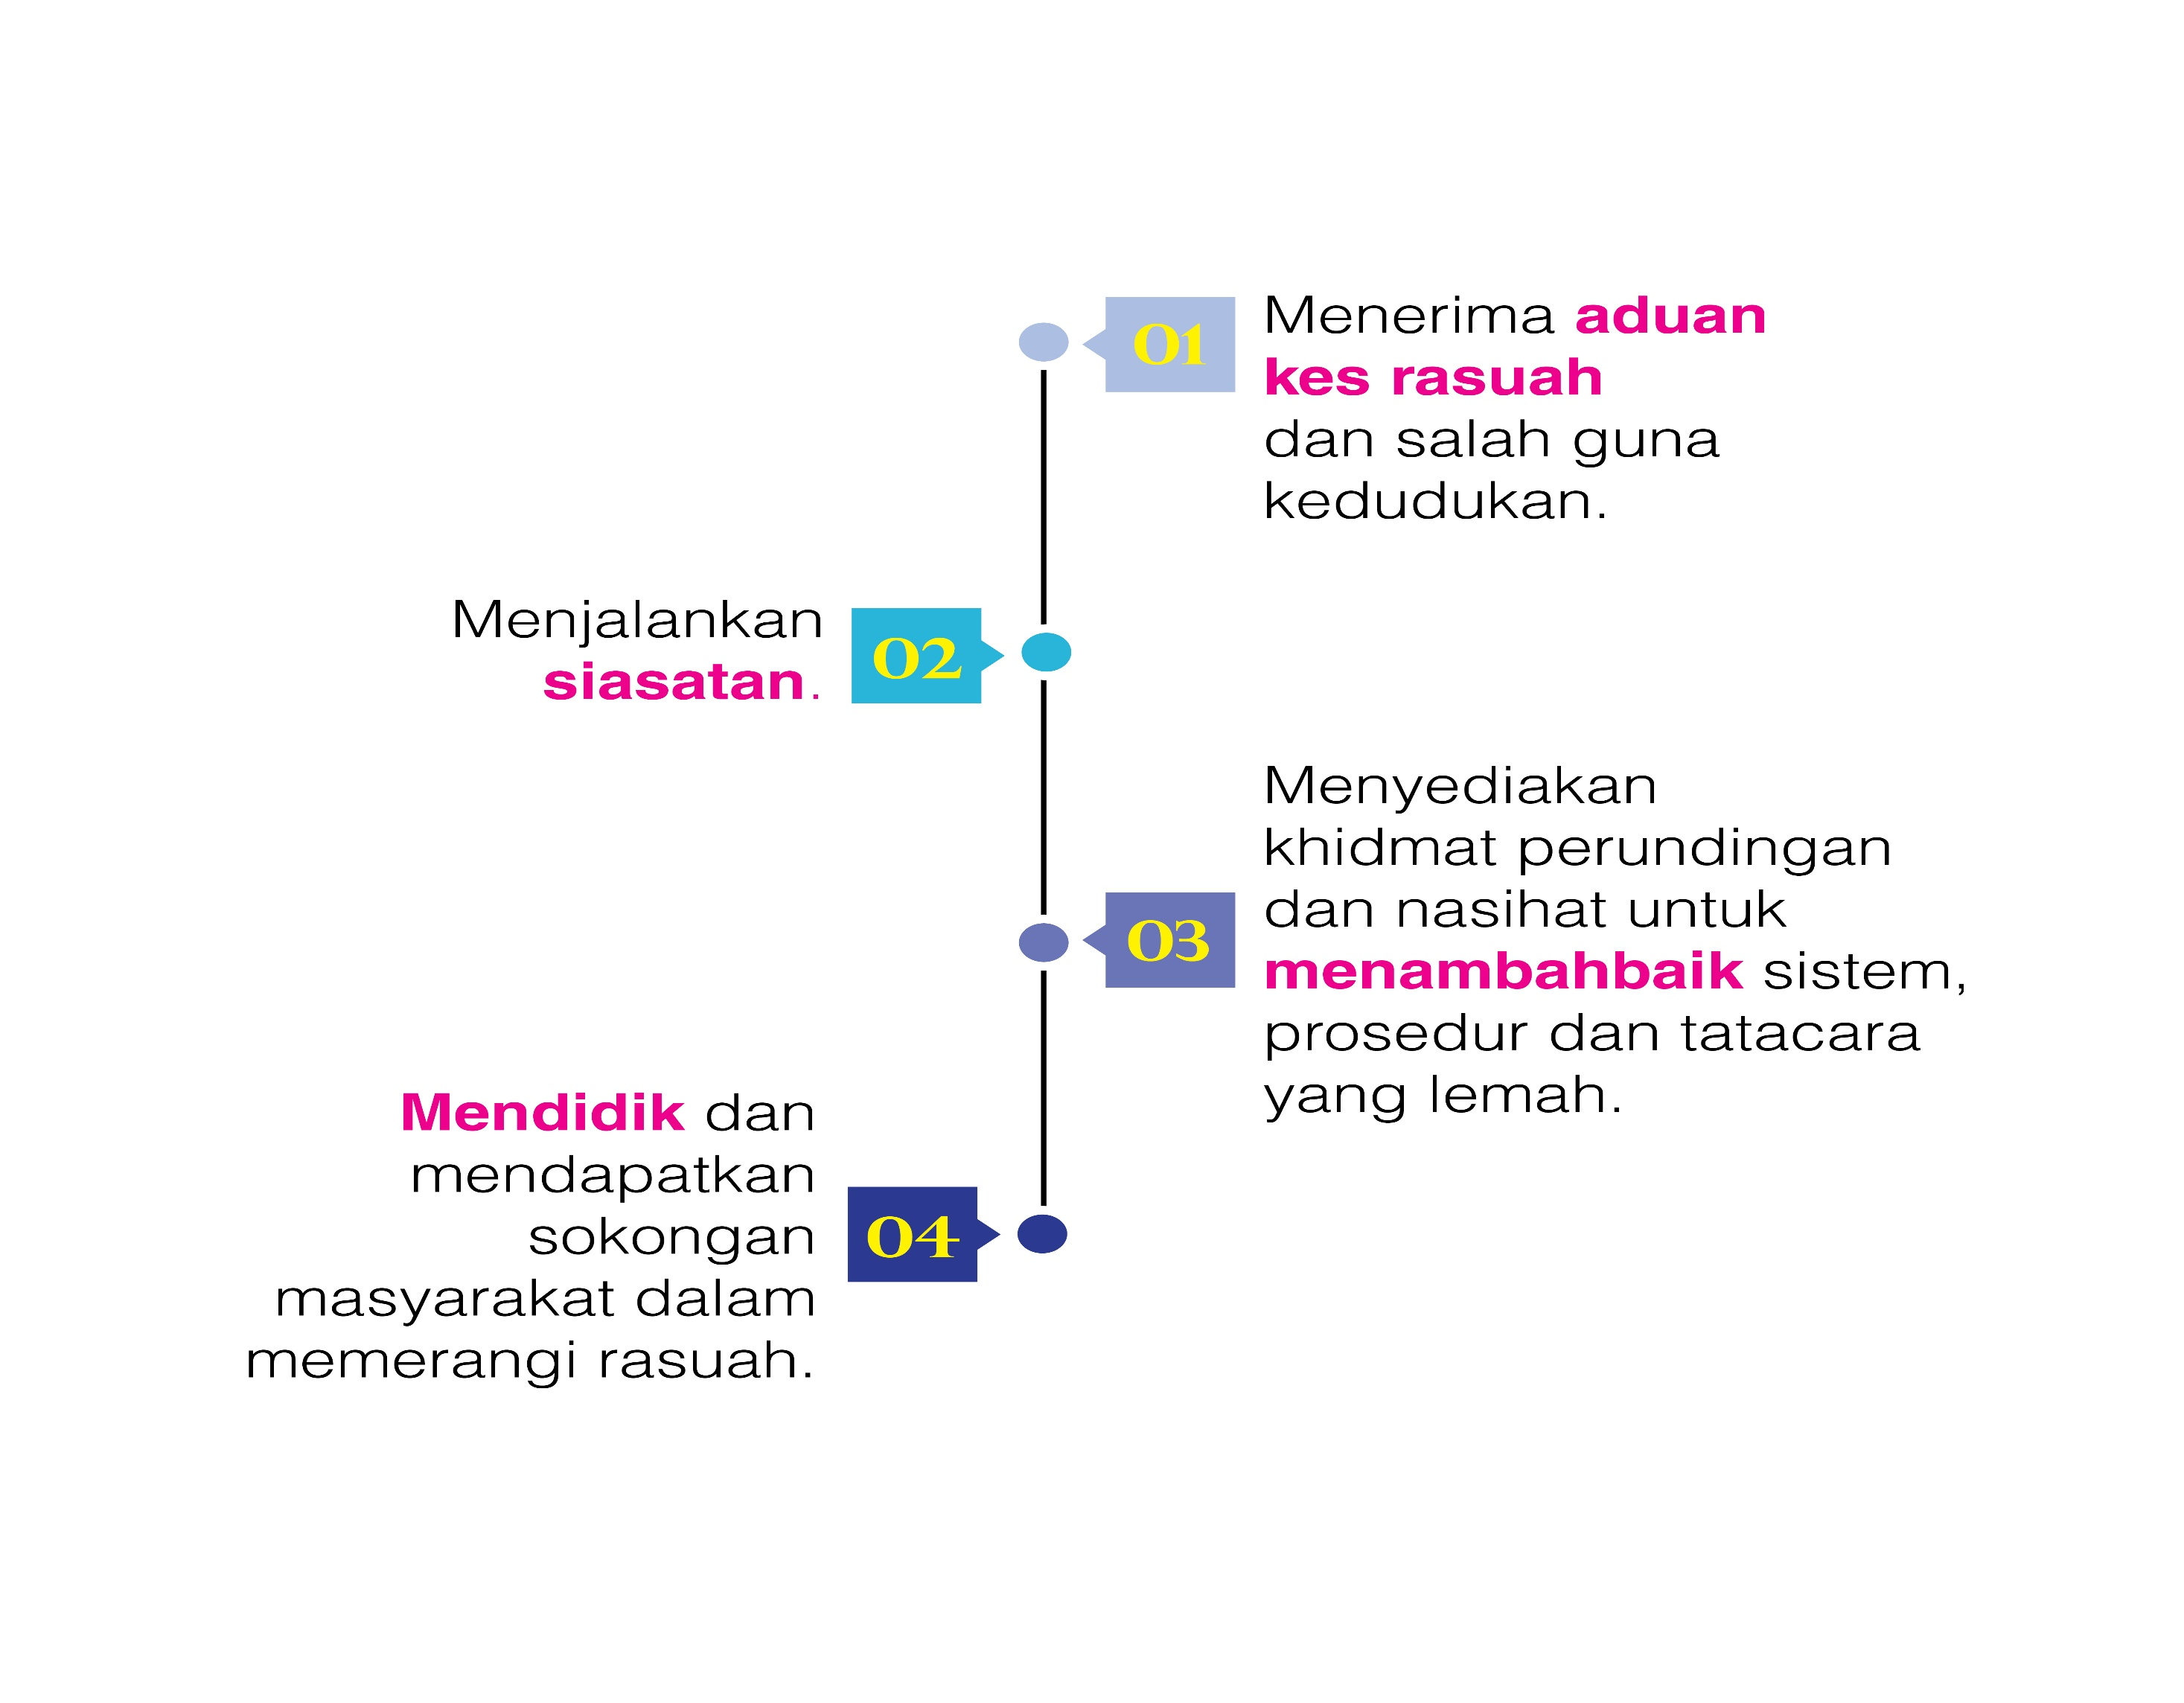 01
Menerima aduan
kes rasuah
dan salah guna
kedudukan.
02
Menjalankan
siasatan.
03
Menyediakan
khidmat perundingan
dan nasihat untuk
menambahbaik sistem,
prosedur dan tatacara
yang lemah.
04
Mendidik dan
mendapatkan
sokongan
masyarakat dalam
memerangi rasuah.